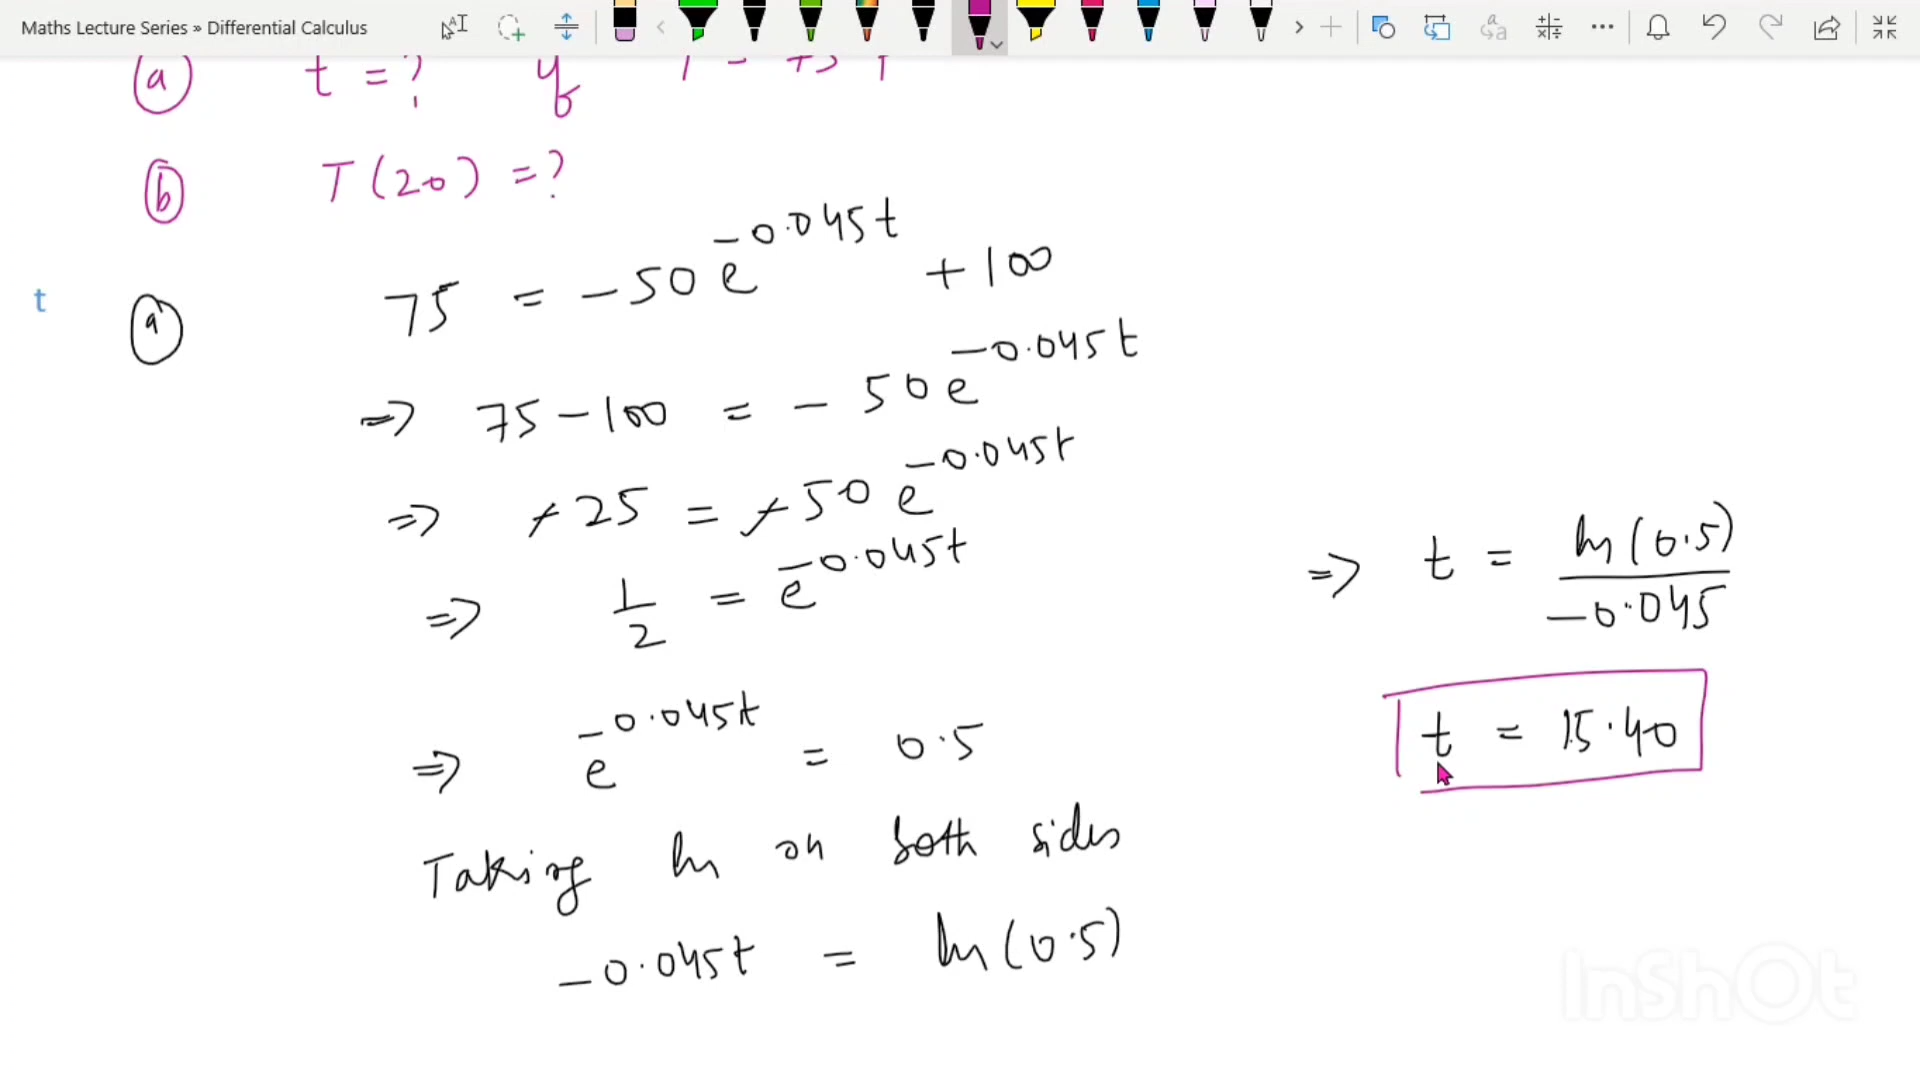 Maths Lecture Series » Differential Calculus
(a) t = ? if
(b) T(20) = ?
t
(a) 75 = -50e^{-0.045t} + 100
⇒ 75 - 100 = -50e^{-0.045t}
⇒ -25 = -50e^{-0.045t}
⇒ 1/2 = e^{-0.045t}
⇒ e^{-0.045t} = 0.5
Taking ln on both sides
-0.045t = ln(0.5)
⇒ t = ln(0.5)/-0.045
t = 15.40
InShOt